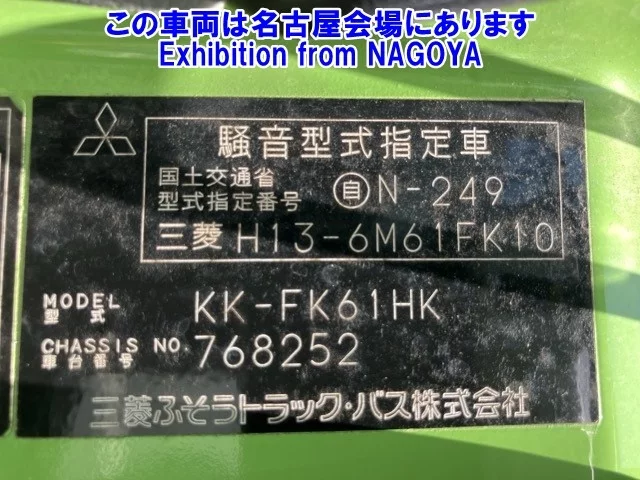 この車両は名古屋会場にあります
Exhibition from NAGOYA
騒音型式指定車
国土交通省
型式指定番号 自N-249
三菱 H13-6M61FK10
MODEL
型式 KK-FK61HK
CHASSIS NO.
車台番号 768252
三菱ふそうトラック・バス株式会社